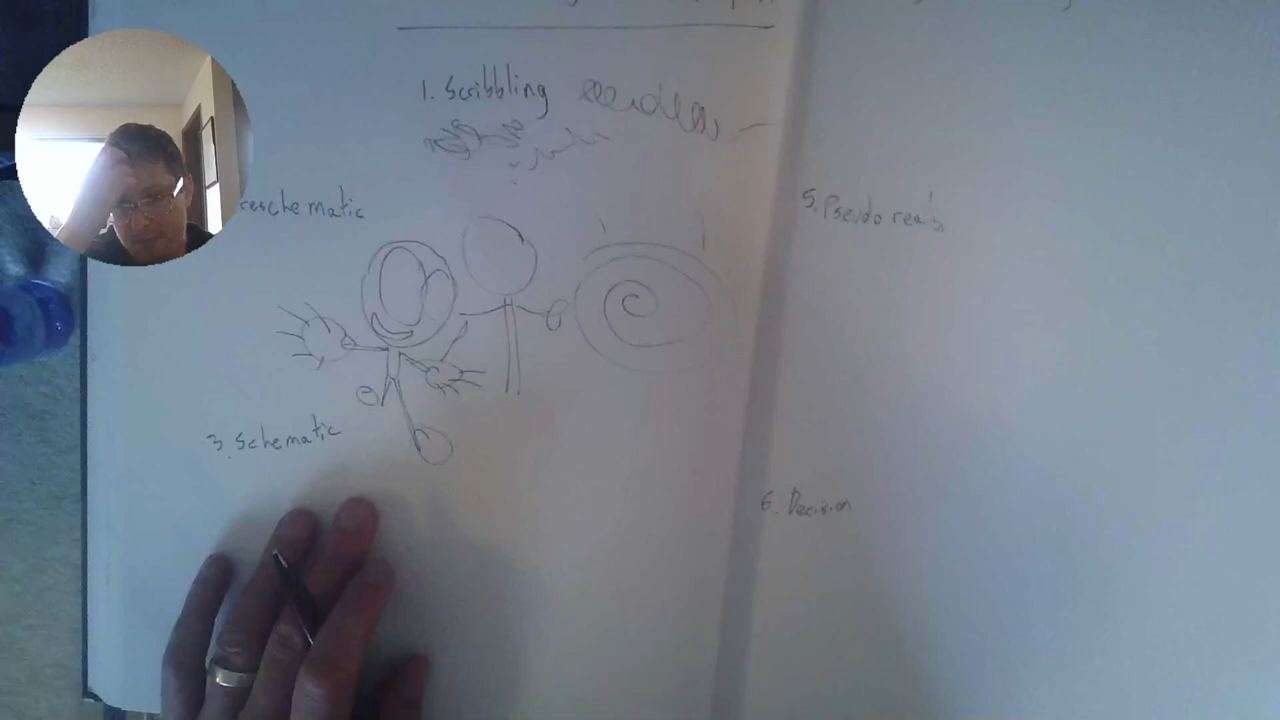 1. Scribbling
reschematic
3. Schematic
5. Pseudo
6. Decision